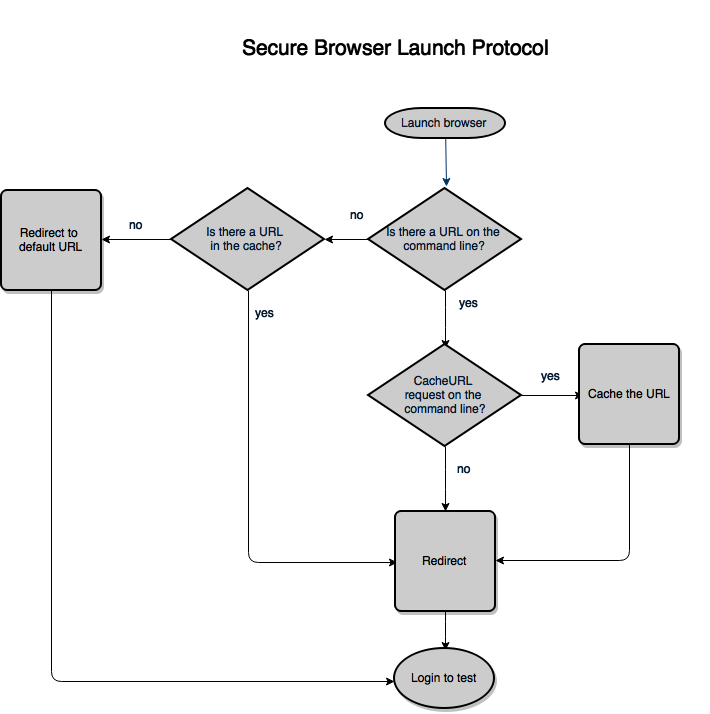 Secure Browser Launch Protocol
Launch browser
Is there a URL on the
command line?
no
Is there a URL
in the cache?
no
Redirect to
default URL
yes
yes
CacheURL
request on the
command line?
yes
Cache the URL
no
Redirect
Login to test